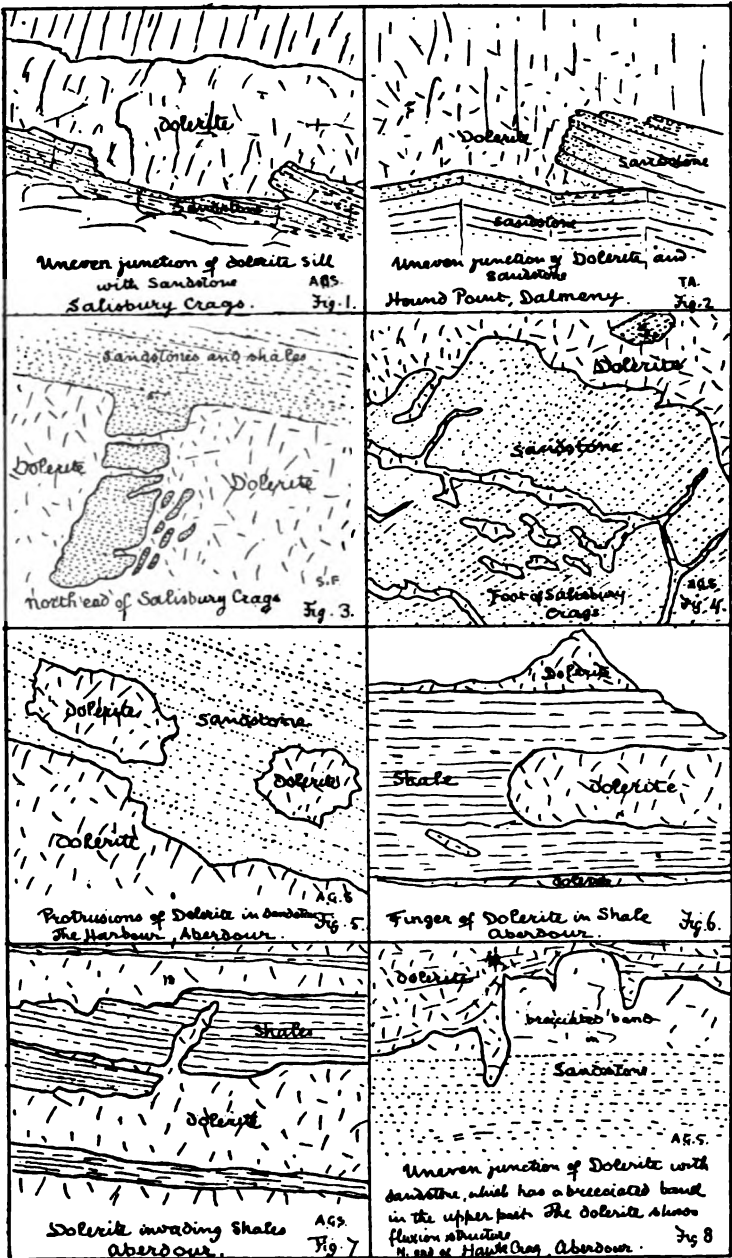 Dolerite
Sandstone
Uneven junction of dolerite sill
with Sandstone
Salisbury Crags.
Fig. 1.
Dolerite
Sandstone
Sandstone
Uneven junction of Dolerite and
Sandstone
Hound Point, Dalmeny.
T.A.
Fig. 2
Sandstones and shales
Dolerite
Dolerite
S.F.
North end of Salisbury Crags
Fig. 3.
Dolerite
Sandstone
Foot of Salisbury
Crags
Fig. 4.
Dolerite
Sandstone
Dolerite
Dolerite
A.G.S
Protrusions of Dolerite in Sandstone
The Harbour, Aberdour.
Fig. 5.
Dolerite
Shale
Dolerite
Dolerite
Finger of Dolerite in Shale
Aberdour.
Fig. 6.
Shales
Dolerite
Dolerite invading Shales
Aberdour.
A.G.S.
Fig. 7
Dolerite
brecciated band
in
Sandstone
A.G.S.
Uneven junction of Dolerite with
sandstone, which has a brecciated band
in the upper part. The dolerite shows
fluxion structure
N. end of Hawk Crag, Aberdour.
Fig 8